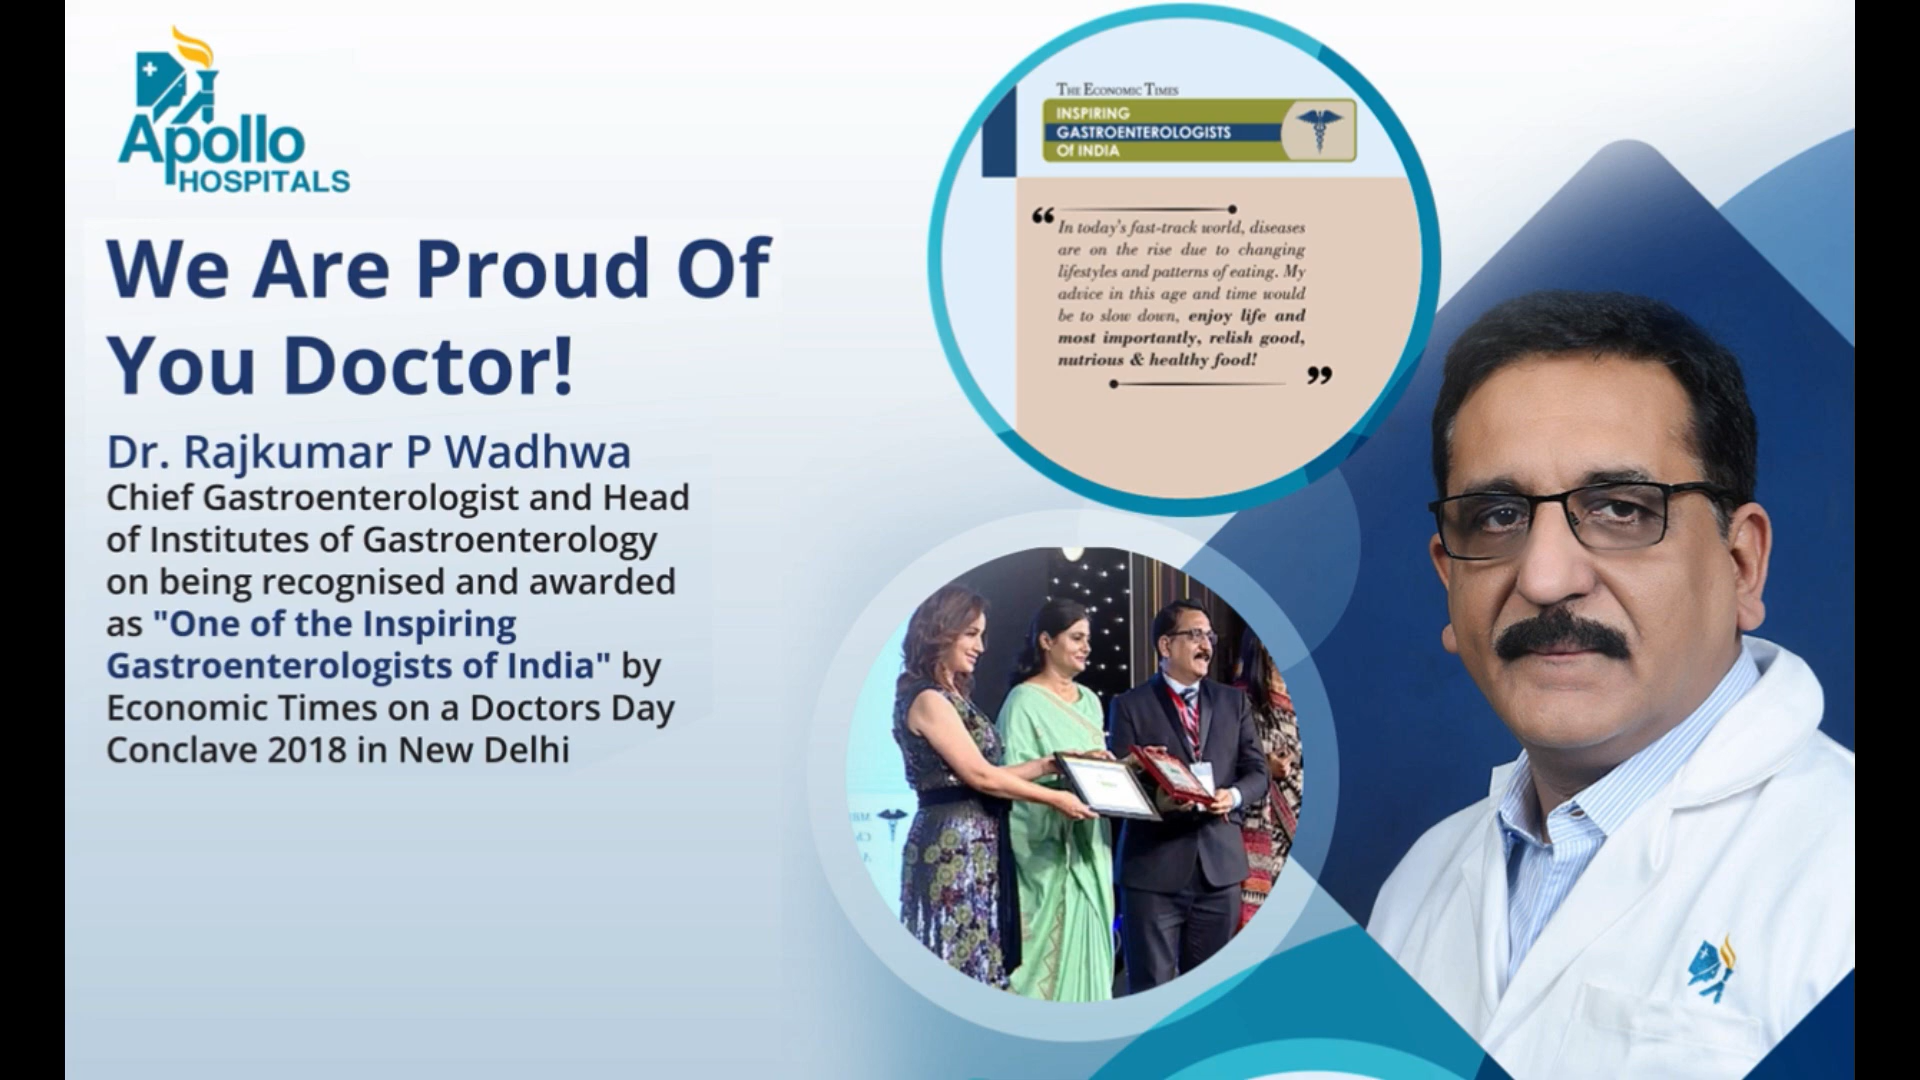 Apollo
HOSPITALS
We Are Proud Of
You Doctor!
Dr. Rajkumar P Wadhwa
Chief Gastroenterologist and Head
of Institutes of Gastroenterology
on being recognised and awarded
as "One of the Inspiring
Gastroenterologists of India" by
Economic Times on a Doctors Day
Conclave 2018 in New Delhi
THE ECONOMIC TIMES
INSPIRING
GASTROENTEROLOGISTS
Of INDIA
“ In today's fast-track world, diseases
are on the rise due to changing
lifestyles and patterns of eating. My
advice in this age and time would
be to slow down, enjoy life and
most importantly, relish good,
nutrious & healthy food! ”